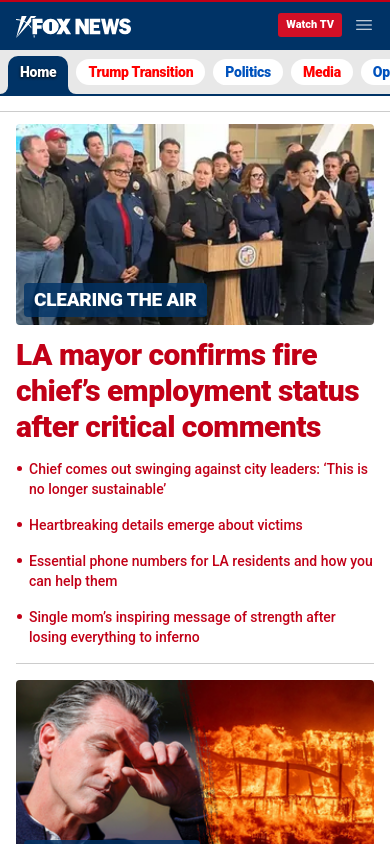 FOX NEWS
Watch TV
Home
Trump Transition
Politics
Media
Op
CLEARING THE AIR
LA mayor confirms fire
chief’s employment status
after critical comments
Chief comes out swinging against city leaders: ‘This is
no longer sustainable’
Heartbreaking details emerge about victims
Essential phone numbers for LA residents and how you
can help them
Single mom’s inspiring message of strength after
losing everything to inferno